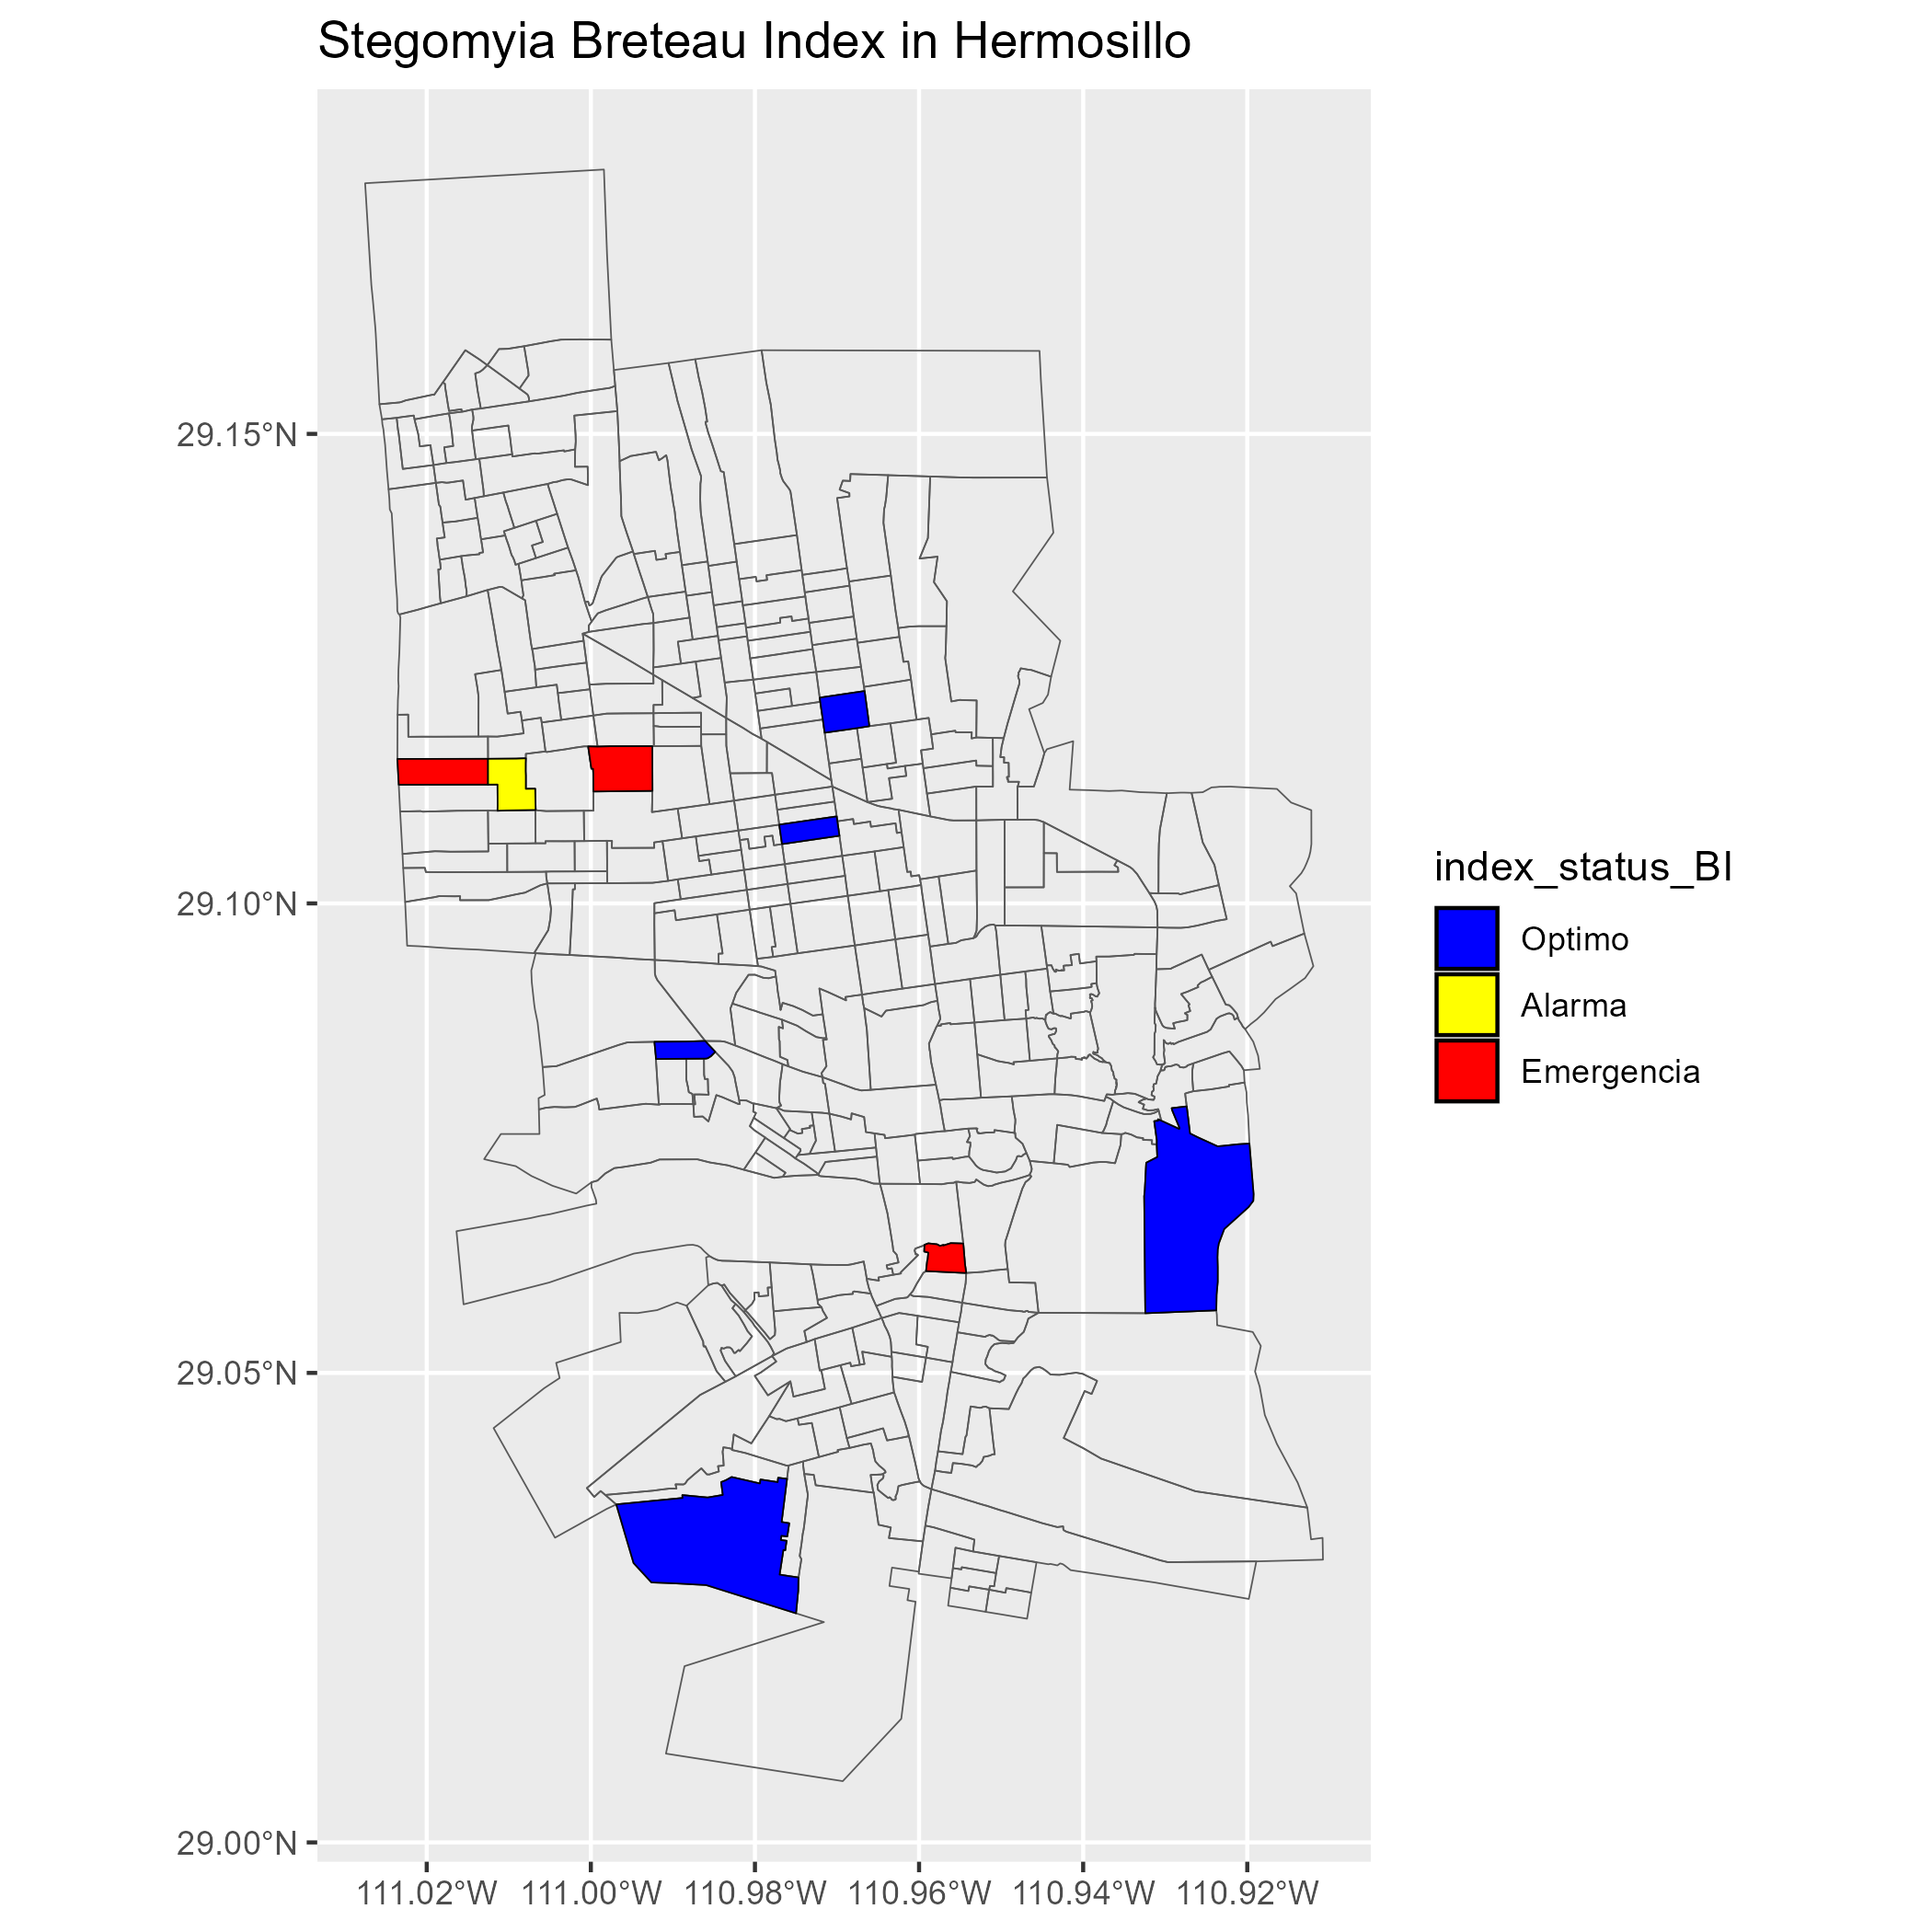 Stegomyia Breteau Index in Hermosillo
29.15°N
29.10°N
29.05°N
29.00°N
111.02°W 111.00°W 110.98°W 110.96°W 110.94°W 110.92°W
index_status_BI
Optimo
Alarma
Emergencia